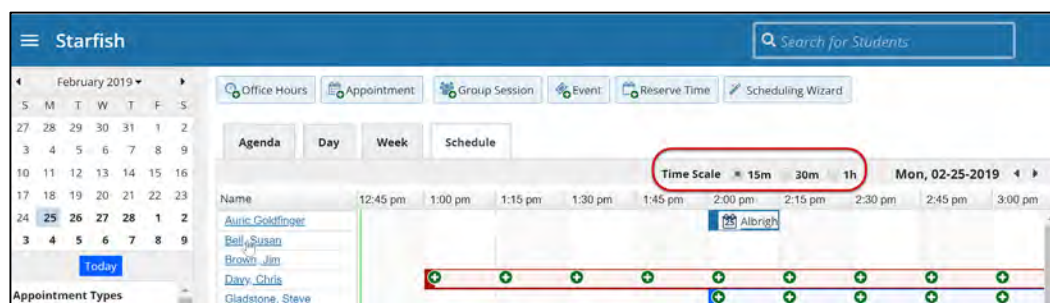 Starfish
Search for Students
February 2019
S M T W T F S
27 28 29 30 31 1 2
3 4 5 6 7 8 9
10 11 12 13 14 15 16
17 18 19 20 21 22 23
24 25 26 27 28 1 2
3 4 5 6 7 8 9
Today
Appointment Types
Office Hours Appointment Group Session Event Reserve Time Scheduling Wizard
Agenda Day Week Schedule
Time Scale 15m 30m 1h Mon, 02-25-2019
Name 12:45 pm 1:00 pm 1:15 pm 1:30 pm 1:45 pm 2:00 pm 2:15 pm 2:30 pm 2:45 pm 3:00 pm
Auric Goldfinger 25 Albrigh
Bell, Susan
Brown, Jim
Davy, Chris
Gladstone, Steve